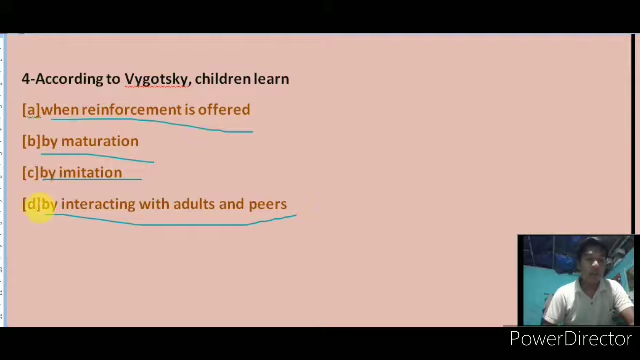 4-According to Vygotsky, children learn
[a]when reinforcement is offered
[b]by maturation
[c]by imitation
[d]by interacting with adults and peers
PowerDirector